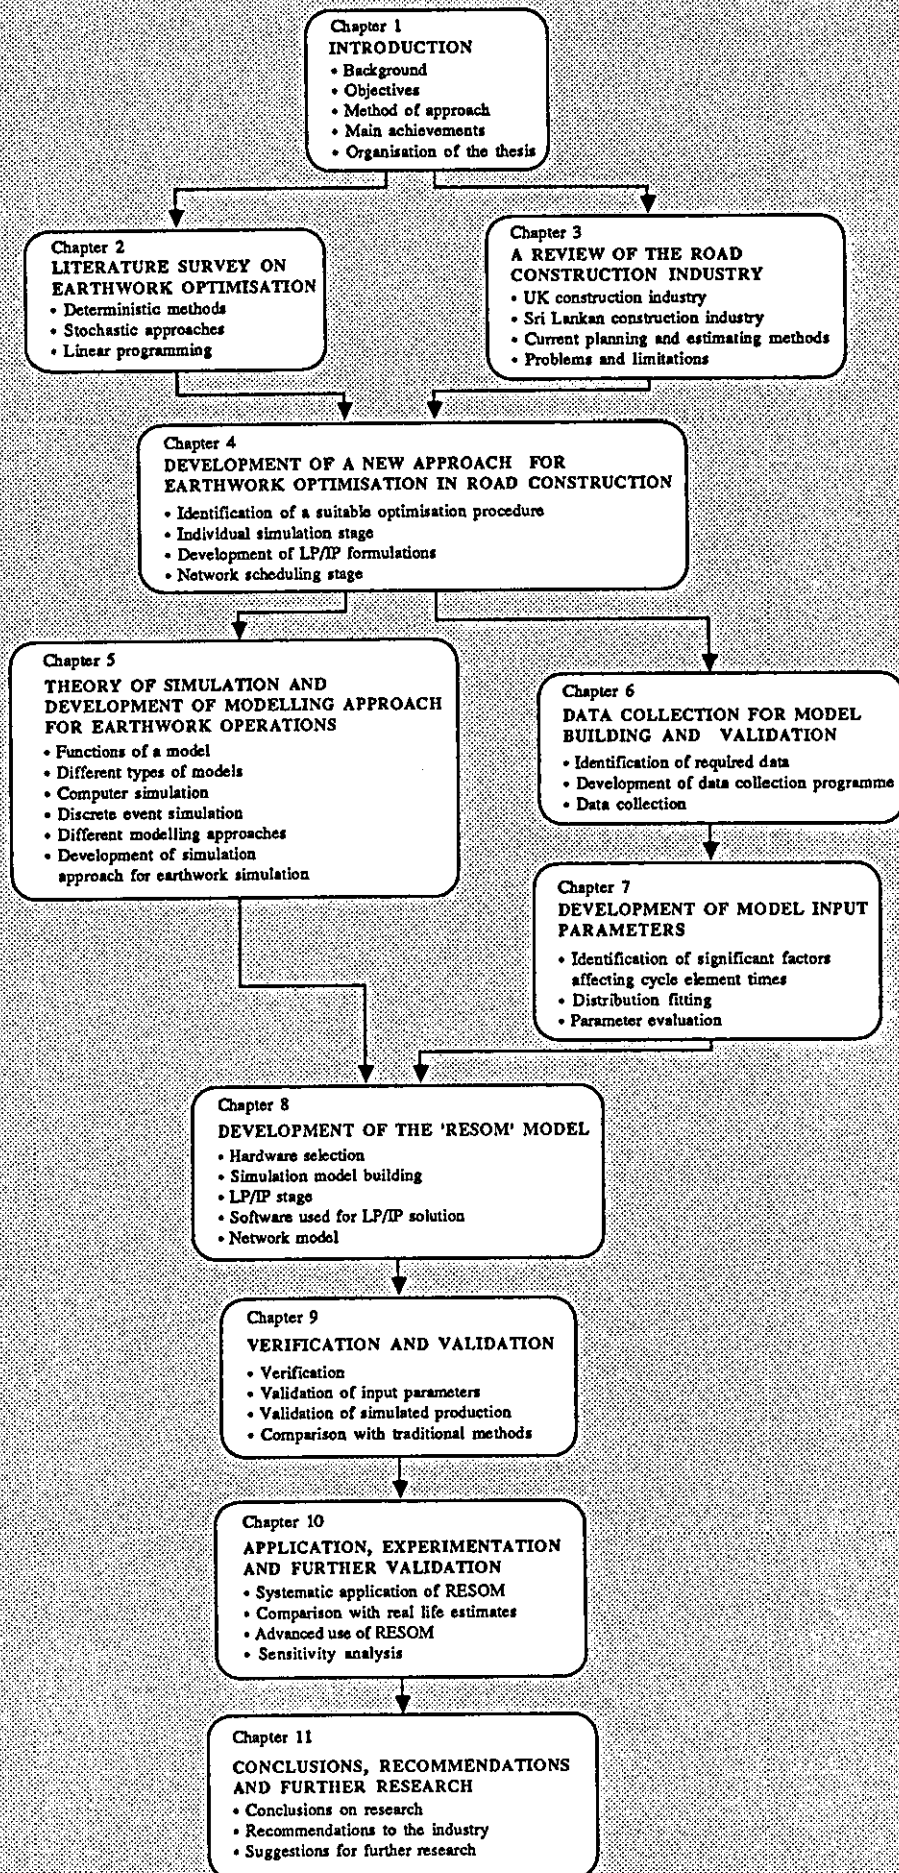 Chapter 1
INTRODUCTION
• Background
• Objectives
• Method of approach
• Main achievements
• Organisation of the thesis
Chapter 2
LITERATURE SURVEY ON
EARTHWORK OPTIMISATION
• Deterministic methods
• Stochastic approaches
• Linear programming
Chapter 3
A REVIEW OF THE ROAD
CONSTRUCTION INDUSTRY
• UK construction industry
• Sri Lankan construction industry
• Current planning and estimating methods
• Problems and limitations
Chapter 4
DEVELOPMENT OF A NEW APPROACH FOR
EARTHWORK OPTIMISATION IN ROAD CONSTRUCTION
• Identification of a suitable optimisation procedure
• Individual simulation stage
• Development of LP/IP formulations
• Network scheduling stage
Chapter 5
THEORY OF SIMULATION AND
DEVELOPMENT OF MODELLING APPROACH
FOR EARTHWORK OPERATIONS
• Functions of a model
• Different types of models
• Computer simulation
• Discrete event simulation
• Different modelling approaches
• Development of simulation
approach for earthwork simulation
Chapter 6
DATA COLLECTION FOR MODEL
BUILDING AND VALIDATION
• Identification of required data
• Development of data collection programme
• Data collection
Chapter 7
DEVELOPMENT OF MODEL INPUT
PARAMETERS
• Identification of significant factors
affecting cycle element times
• Distribution fitting
• Parameter evaluation
Chapter 8
DEVELOPMENT OF THE 'RESOM' MODEL
• Hardware selection
• Simulation model building
• LP/IP stage
• Software used for LP/IP solution
• Network model
Chapter 9
VERIFICATION AND VALIDATION
• Verification
• Validation of input parameters
• Validation of simulated production
• Comparison with traditional methods
Chapter 10
APPLICATION, EXPERIMENTATION
AND FURTHER VALIDATION
• Systematic application of RESOM
• Comparison with real life estimates
• Advanced use of RESOM
• Sensitivity analysis
Chapter 11
CONCLUSIONS, RECOMMENDATIONS
AND FURTHER RESEARCH
• Conclusions on research
• Recommendations to the industry
• Suggestions for further research